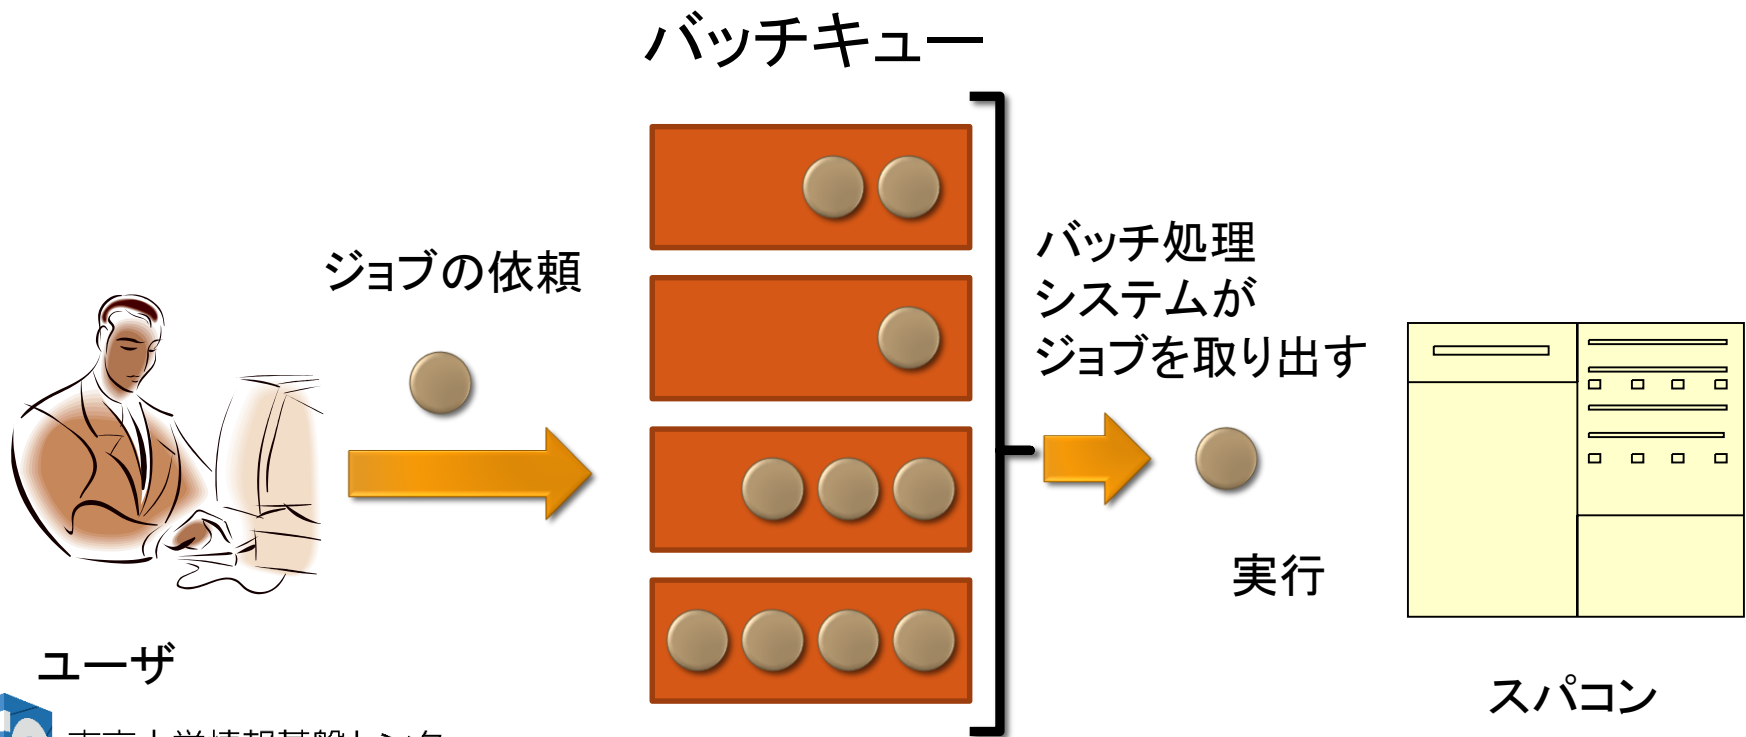 バッチキュー
ジョブの依頼
バッチ処理
システムが
ジョブを取り出す
実行
ユーザ
スパコン